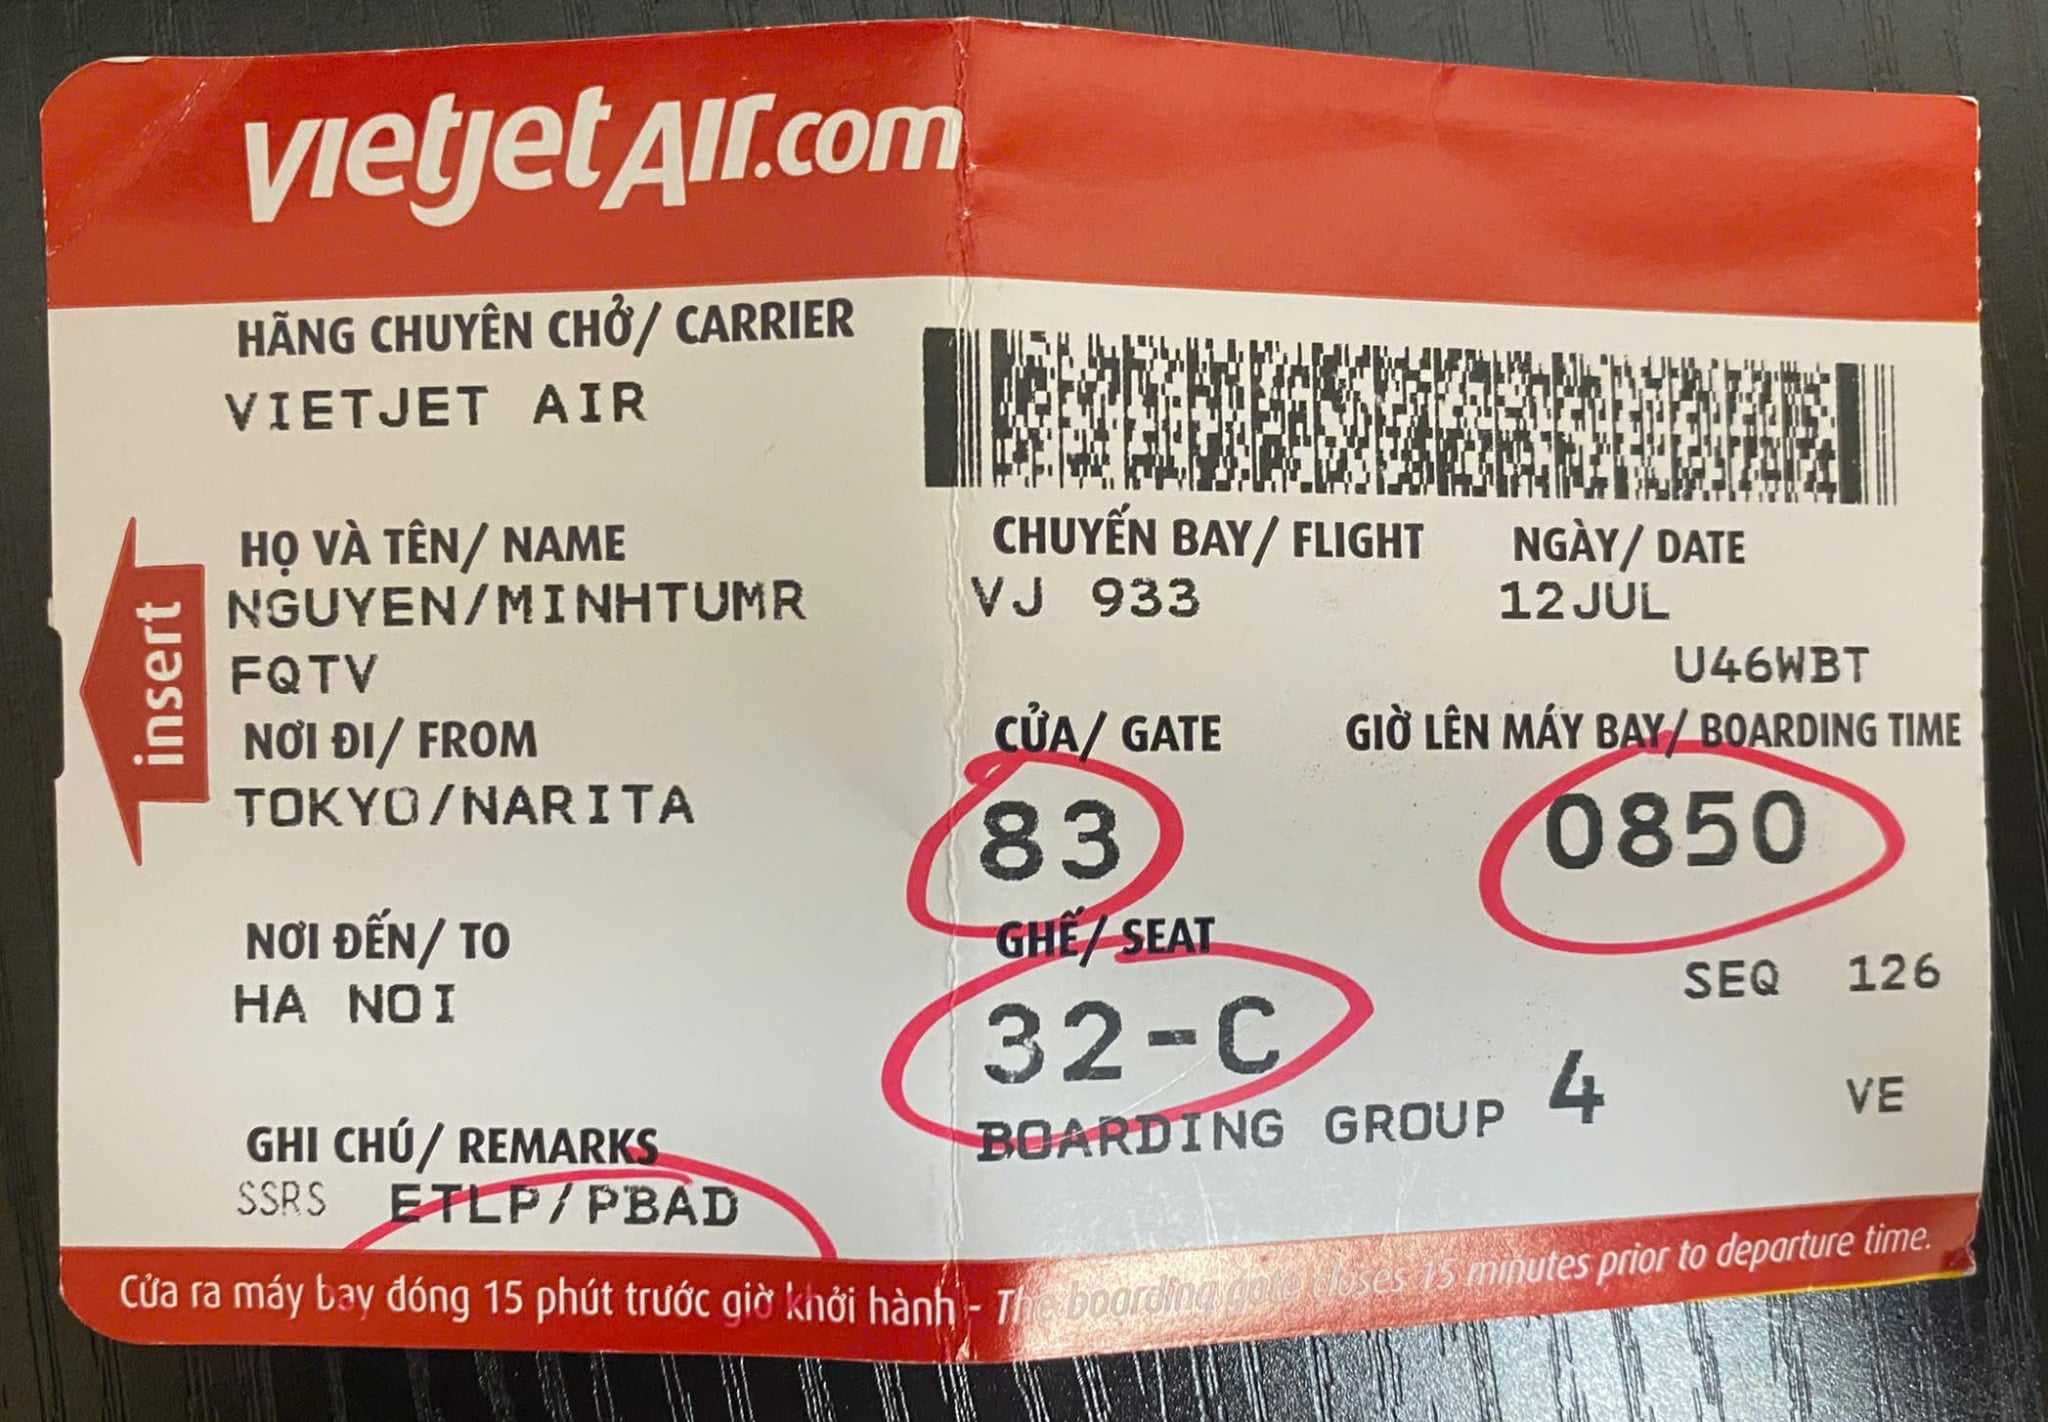 vietjetAir.com
HÃNG CHUYÊN CHỞ/ CARRIER
VIETJET AIR
HỌ VÀ TÊN/ NAME
NGUYEN/MINHTUMR
FQTV
NƠI ĐI/ FROM
TOKYO/NARITA
NƠI ĐẾN/ TO
HA NOI
GHI CHÚ/ REMARKS
SSRS ETLP/PBAD
insert
CHUYẾN BAY/ FLIGHT NGÀY/ DATE
VJ 933 12JUL
U46WBT
CỬA/ GATE GIỜ LÊN MÁY BAY/ BOARDING TIME
83 0850
GHẾ/ SEAT
SEQ 126
32-C
BOARDING GROUP 4 VE
Cửa ra máy bay đóng 15 phút trước giờ khởi hành - The boarding gate closes 15 minutes prior to departure time.